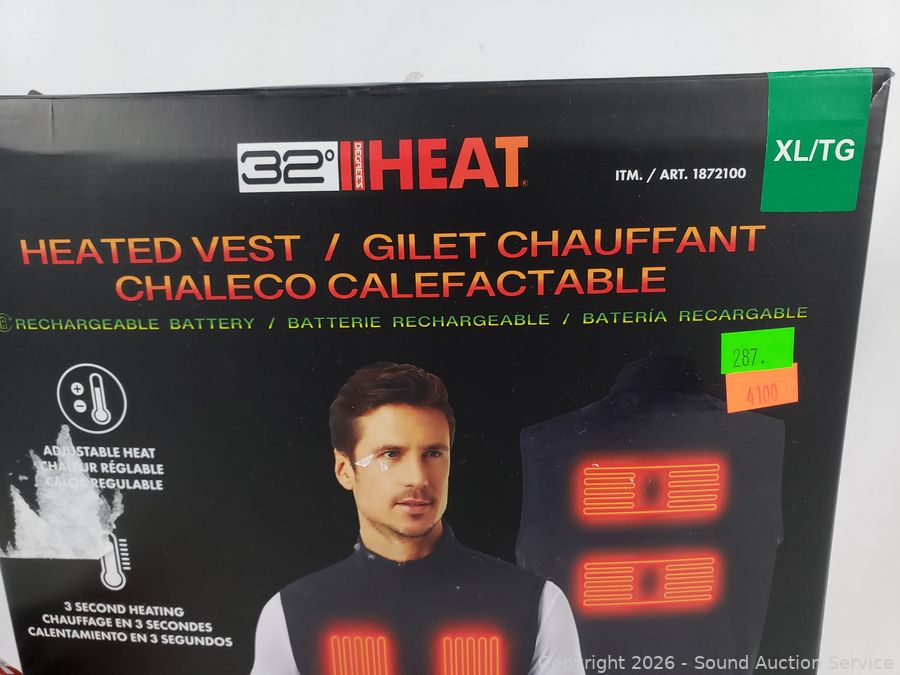 32° DEGREES HEAT
ITM. / ART. 1872100
XL/TG
HEATED VEST / GILET CHAUFFANT
CHALECO CALEFACTABLE
RECHARGEABLE BATTERY / BATTERIE RECHARGEABLE / BATERÍA RECARGABLE
287.
4100
ADJUSTABLE HEAT
CHALEUR RÉGLABLE
CALOR REGULABLE
3 SECOND HEATING
CHAUFFAGE EN 3 SECONDES
CALENTAMIENTO EN 3 SEGUNDOS
Copyright 2026 - Sound Auction Service